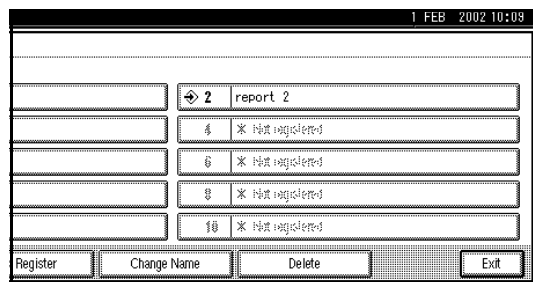 1 FEB 2002 10:09
2 report 2
4 * Not registered
6 * Not registered
8 * Not registered
10 * Not registered
Register Change Name Delete Exit